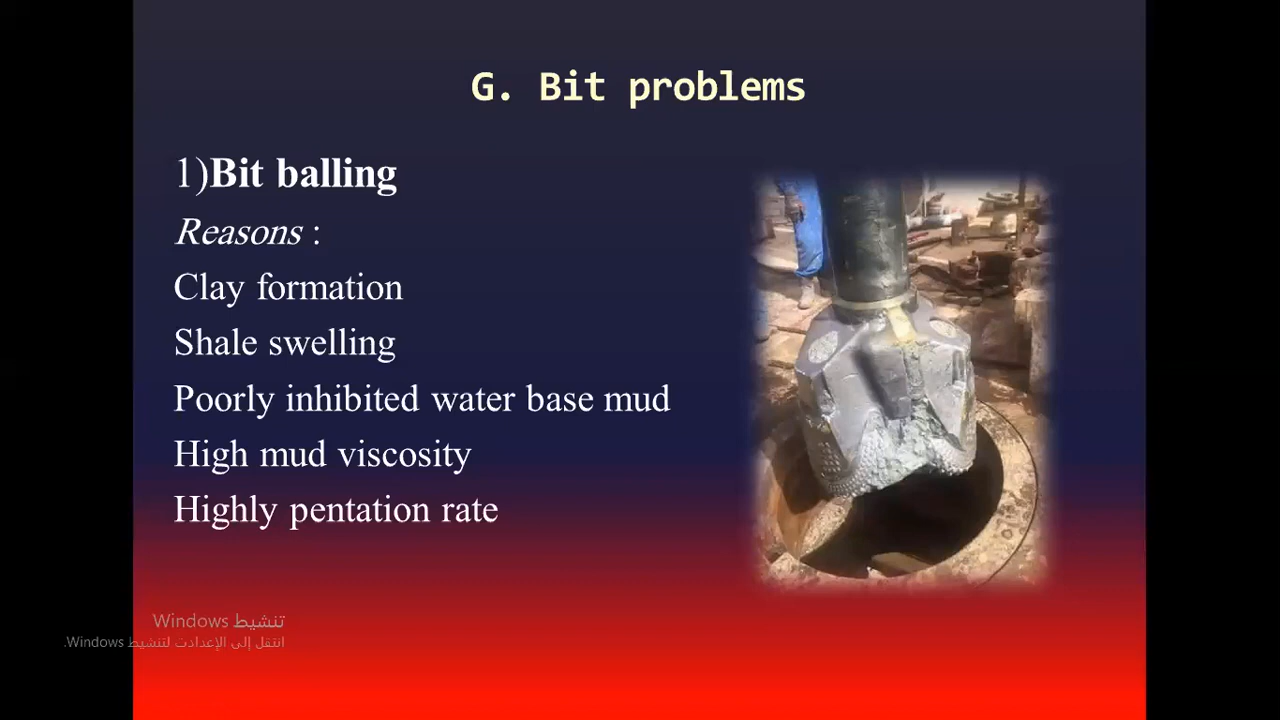 G. Bit problems
1)Bit balling
Reasons :
Clay formation
Shale swelling
Poorly inhibited water base mud
High mud viscosity
Highly pentation rate
تنشيط Windows
انتقل إلى الإعدادت لتنشيط Windows.